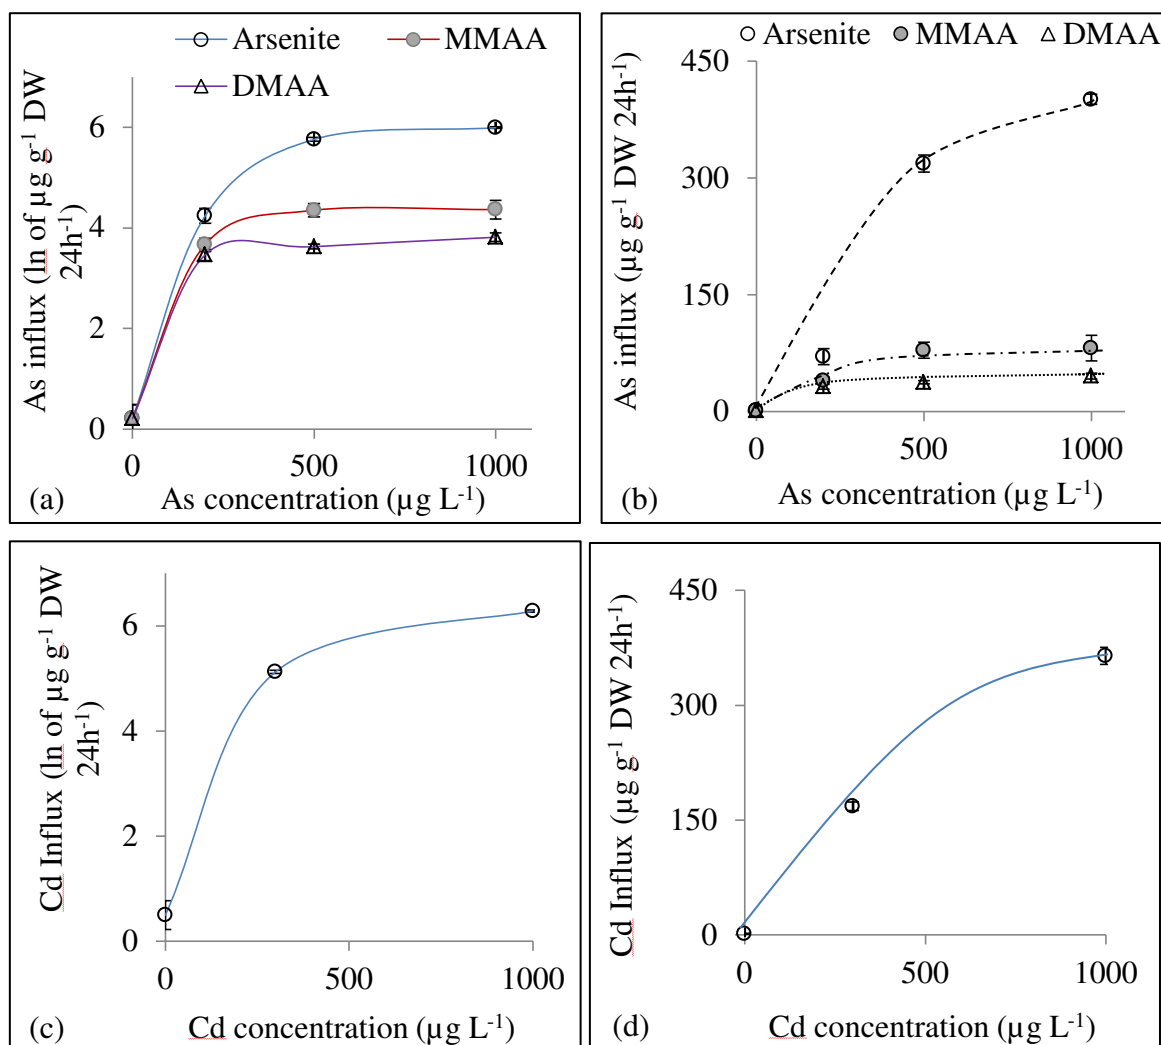 Arsenite MMAA
DMAA
As influx (ln of µg g-1 DW
24h-1)
6
4
2
0
0 500 1000
As concentration (µg L-1)
(a)
Arsenite MMAA DMAA
As influx (µg g-1 DW 24h-1)
450
300
150
0
0 500 1000
As concentration (µg L-1)
(b)
Cd Influx (ln of µg g-1 DW
24h-1)
6
4
2
0
0 500 1000
Cd concentration (µg L-1)
(c)
Cd Influx (µg g-1 DW 24h-1)
450
300
150
0
0 500 1000
Cd concentration (µg L-1)
(d)